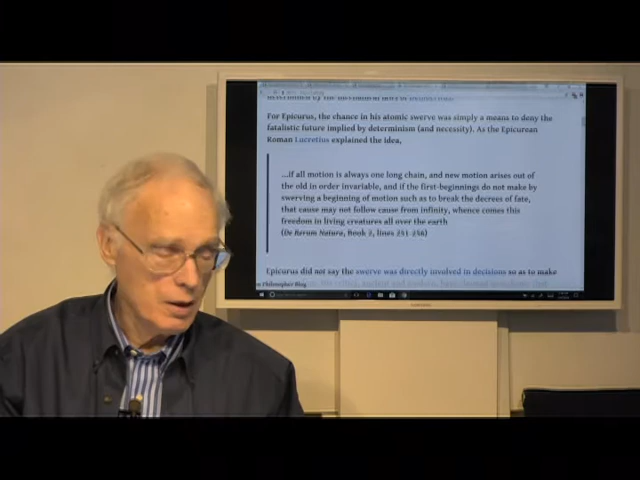 For Epicurus, the chance in his atomic swerve was simply a means to deny the
fatalistic future implied by determinism (and necessity). As the Epicurean
Roman Lucretius explained the idea,
...if all motion is always one long chain, and new motion arises out of
the old in order invariable, and if the first-beginnings do not make by
swerving a beginning of motion such as to break the decrees of fate,
that cause may not follow cause from infinity, whence comes this
freedom in living creatures all over the earth
(De Rerum Natura, Book 2, lines 251-256)
Epicurus did not say the swerve was directly involved in decisions so as to make
Philosopher Blog